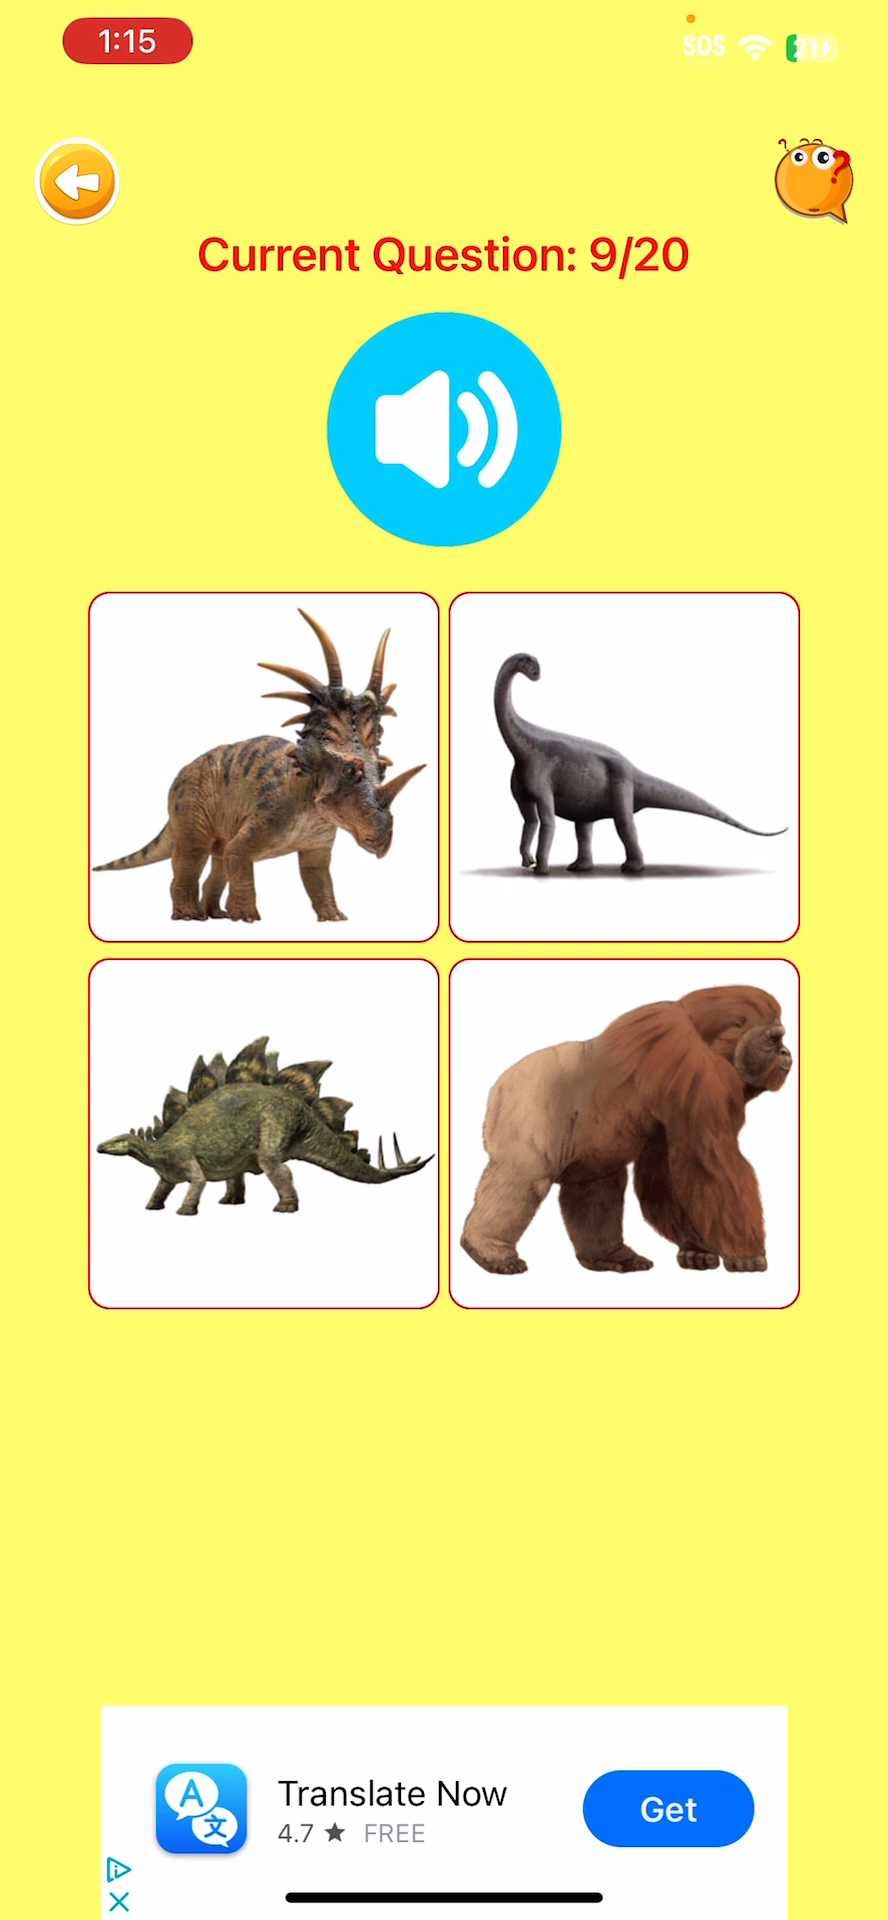 1:15
SOS
21
Current Question: 9/20
Translate Now
4.7 ★ FREE
Get